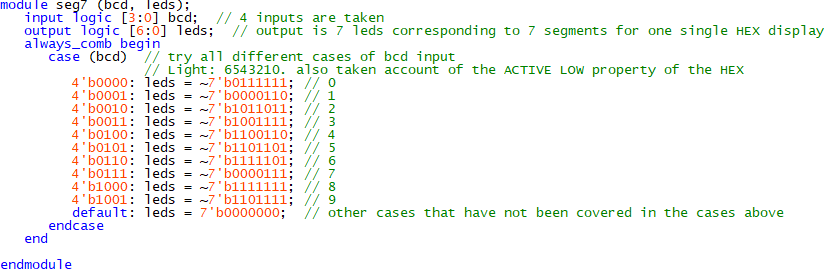 module seg7 (bcd, leds);
   input logic [3:0] bcd;  // 4 inputs are taken
   output logic [6:0] leds;  // output is 7 leds corresponding to 7 segments for one single HEX display
   always_comb begin
      case (bcd)  // try all different cases of bcd input
                  // Light: 6543210. also taken account of the ACTIVE LOW property of the HEX
         4'b0000: leds = ~7'b0111111; // 0
         4'b0001: leds = ~7'b0000110; // 1
         4'b0010: leds = ~7'b1011011; // 2
         4'b0011: leds = ~7'b1001111; // 3
         4'b0100: leds = ~7'b1100110; // 4
         4'b0101: leds = ~7'b1101101; // 5
         4'b0110: leds = ~7'b1111101; // 6
         4'b0111: leds = ~7'b0000111; // 7
         4'b1000: leds = ~7'b1111111; // 8
         4'b1001: leds = ~7'b1101111; // 9
         default: leds = 7'b0000000;  // other cases that have not been covered in the cases above
      endcase
   end
endmodule